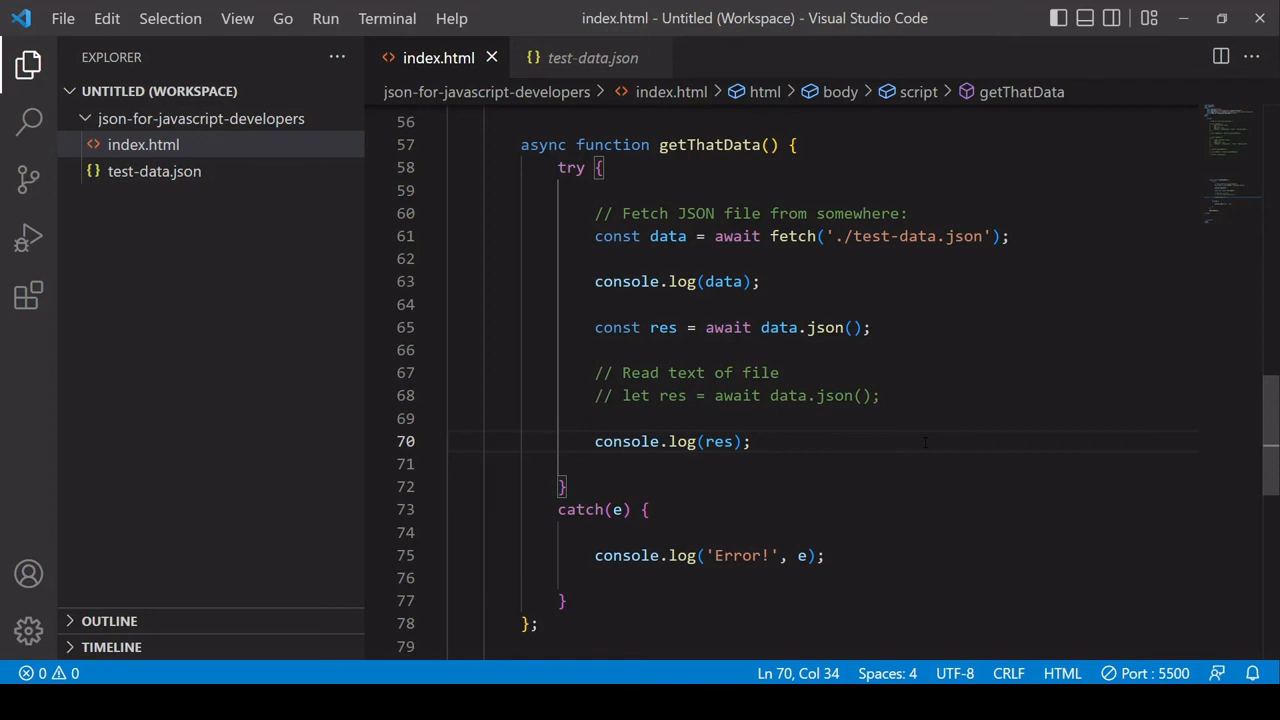 File Edit Selection View Go Run Terminal Help index.html - Untitled (Workspace) - Visual Studio Code
EXPLORER
UNTITLED (WORKSPACE)
json-for-javascript-developers
index.html
test-data.json
OUTLINE
TIMELINE
index.html test-data.json
json-for-javascript-developers > index.html > html > body > script > getThatData
56
57 async function getThatData() {
58 try {
59
60 // Fetch JSON file from somewhere:
61 const data = await fetch('./test-data.json');
62
63 console.log(data);
64
65 const res = await data.json();
66
67 // Read text of file
68 // let res = await data.json();
69
70 console.log(res);
71
72 }
73 catch(e) {
74
75 console.log('Error!', e);
76
77 }
78 };
79
0 0 Ln 70, Col 34 Spaces: 4 UTF-8 CRLF HTML Port : 5500